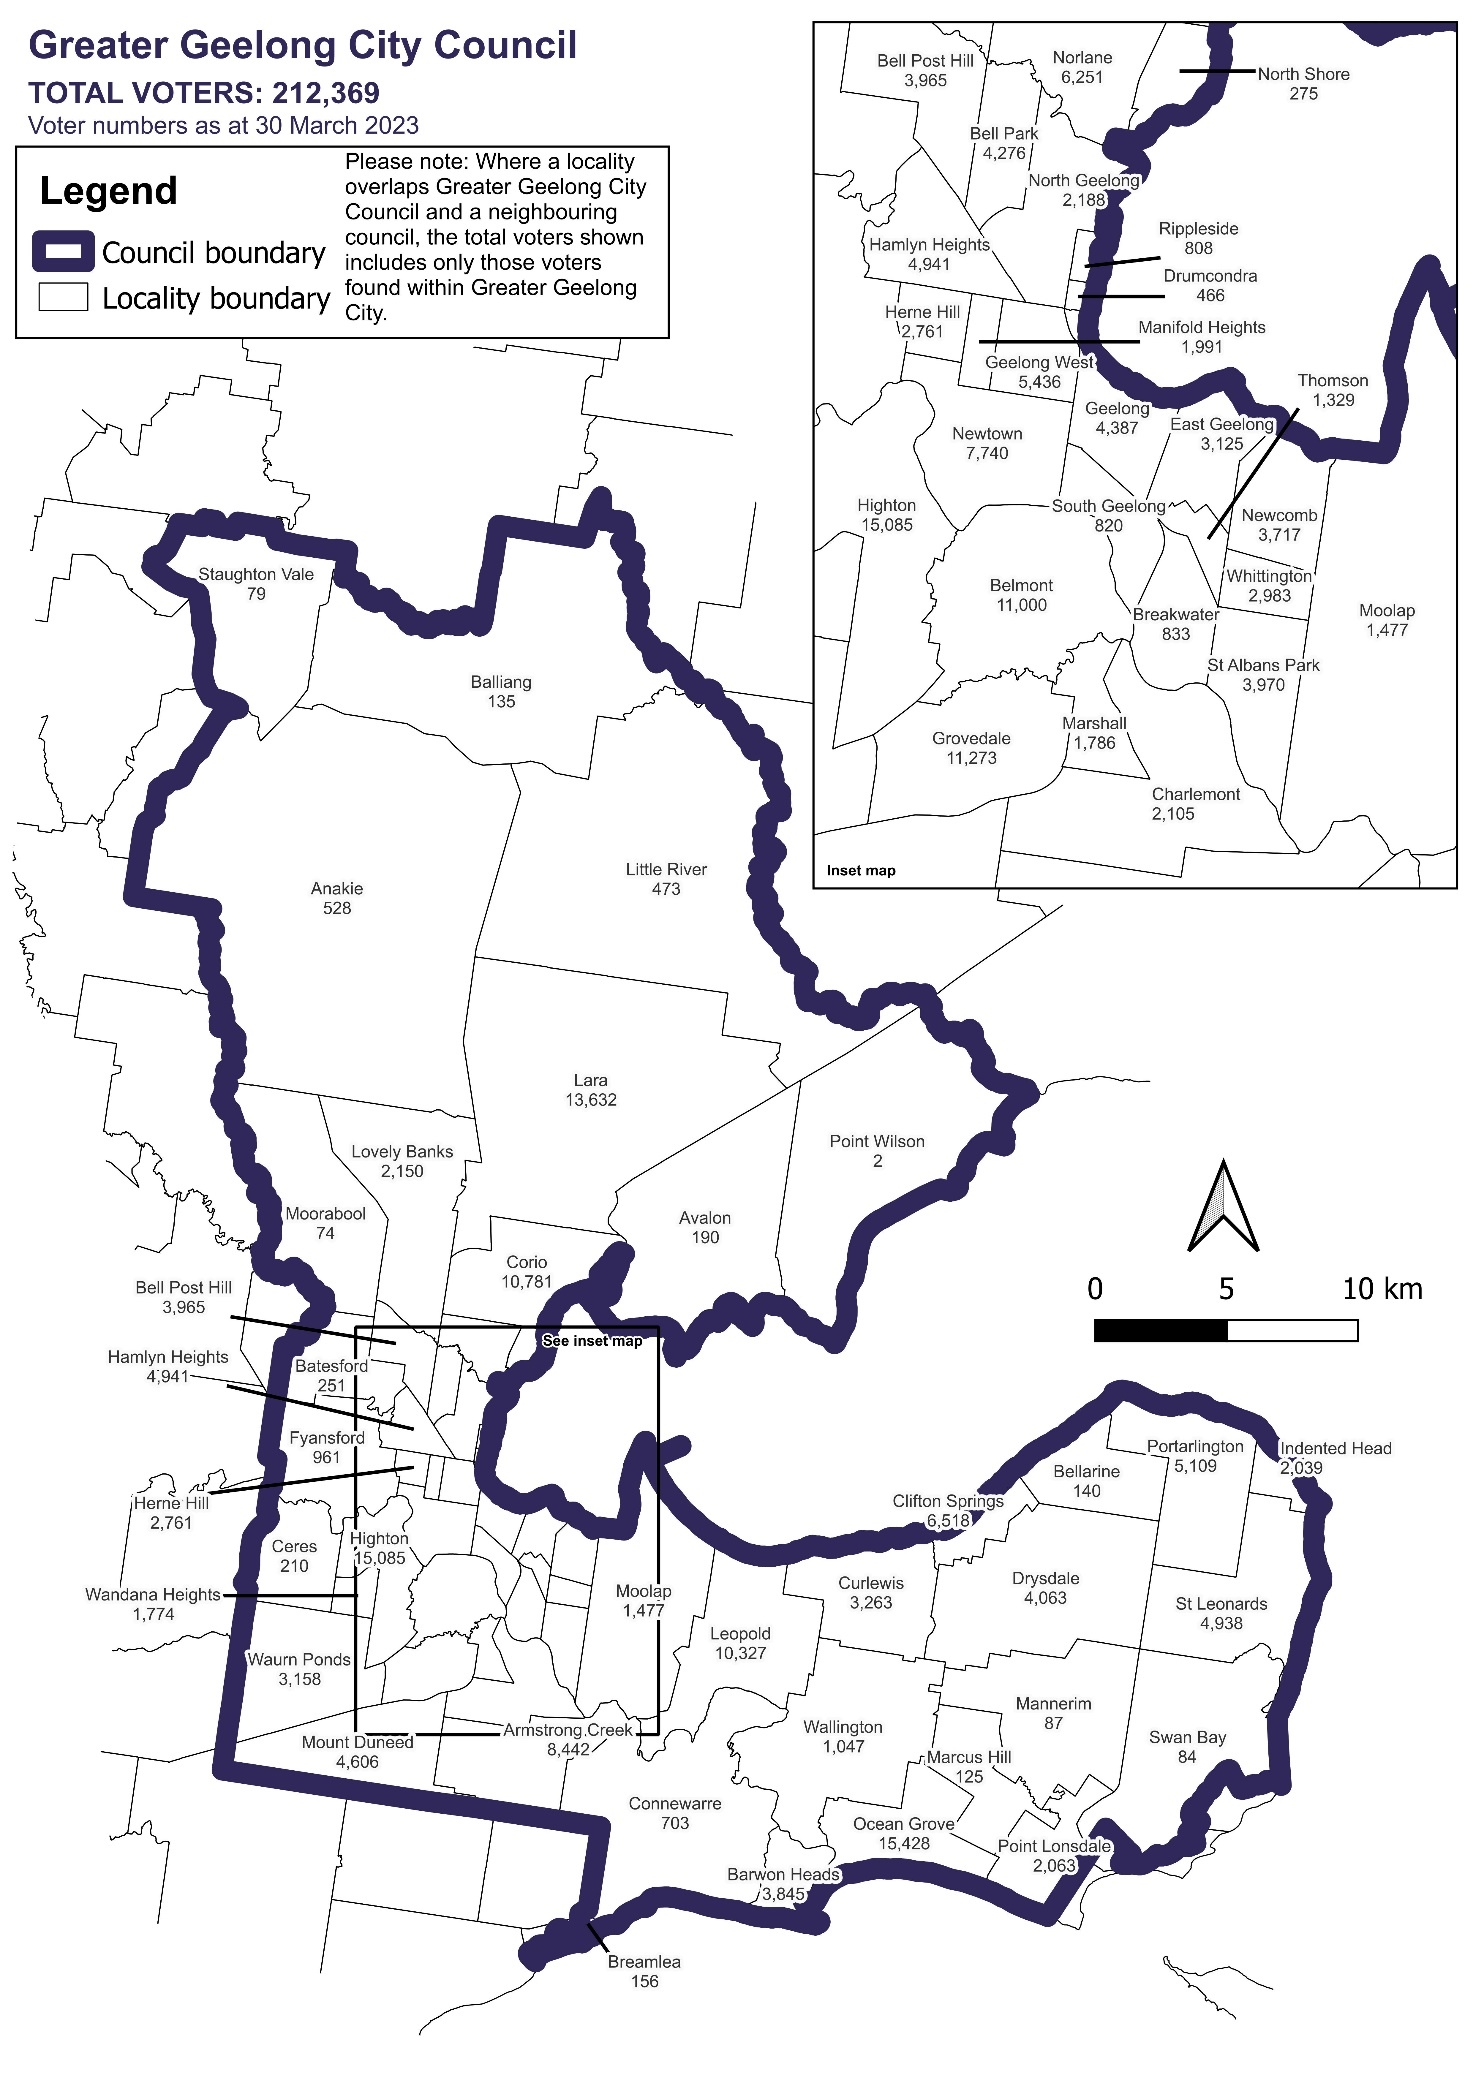 Greater Geelong City Council
TOTAL VOTERS: 212,369
Voter numbers as at 30 March 2023
Legend
Council boundary
Locality boundary
Please note: Where a locality
overlaps Greater Geelong City
Council and a neighbouring
council, the total voters shown
includes only those voters
found within Greater Geelong
City.
Bell Post Hill
3,965
Norlane
6,251
North Shore
275
Bell Park
4,276
North Geelong
2,188
Rippleside
808
Hamlyn Heights
4,941
Drumcondra
466
Herne Hill
2,761
Manifold Heights
1,991
Geelong West
5,436
Thomson
1,329
Geelong
4,387
East Geelong
3,125
Newtown
7,740
Highton
15,085
South Geelong
820
Newcomb
3,717
Belmont
11,000
Whittington
2,983
Breakwater
833
Moolap
1,477
St Albans Park
3,970
Grovedale
11,273
Marshall
1,786
Charlemont
2,105
Inset map
Staughton Vale
79
Balliang
135
Anakie
528
Little River
473
Lara
13,632
Lovely Banks
2,150
Point Wilson
2
Moorabool
74
Avalon
190
Corio
10,781
Bell Post Hill
3,965
0 5 10 km
See inset map
Hamlyn Heights
4,941
Batesford
251
Fyansford
961
Herne Hill
2,761
Ceres
210
Highton
15,085
Wandana Heights
1,774
Waurn Ponds
3,158
Mount Duneed
4,606
Armstrong Creek
8,442
Moolap
1,477
Leopold
10,327
Curlewis
3,263
Clifton Springs
6,518
Bellarine
140
Portarlington
5,109
Indented Head
2,039
Drysdale
4,063
St Leonards
4,938
Wallington
1,047
Mannerim
87
Marcus Hill
125
Swan Bay
84
Connewarre
703
Ocean Grove
15,428
Point Lonsdale
2,063
Barwon Heads
3,845
Breamlea
156